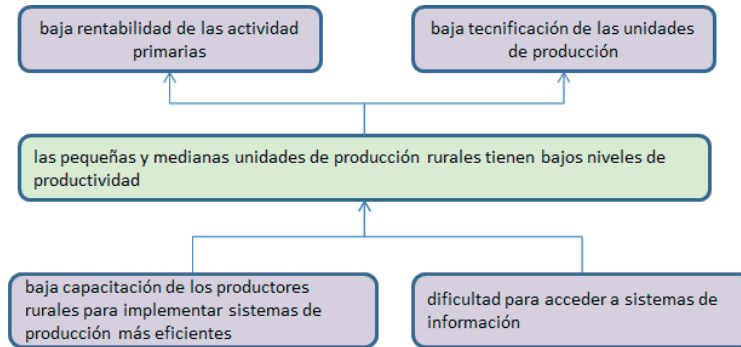 baja rentabilidad de las actividad
primarias
baja tecnificación de las unidades
de producción
las pequeñas y medianas unidades de producción rurales tienen bajos niveles de
productividad
baja capacitación de los productores
rurales para implementar sistemas de
producción más eficientes
dificultad para acceder a sistemas de
información